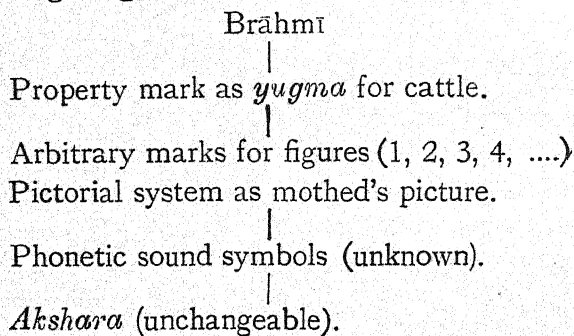 Brāhmī
Property mark as yugma for cattle.
Arbitrary marks for figures (1, 2, 3, 4, ....)
Pictorial system as mothed's picture.
Phonetic sound symbols (unknown).
Akshara (unchangeable).